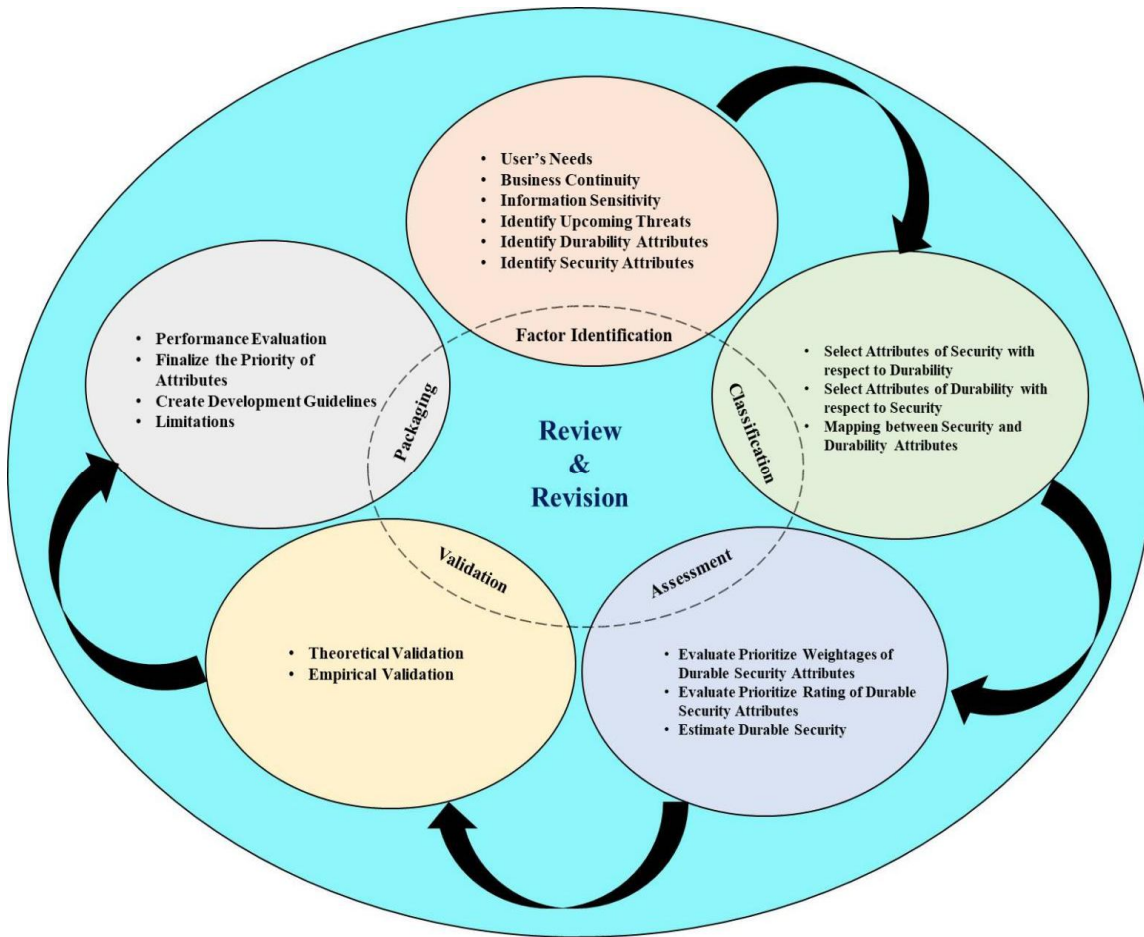 • User’s Needs
• Business Continuity
• Information Sensitivity
• Identify Upcoming Threats
• Identify Durability Attributes
• Identify Security Attributes
Factor Identification
• Select Attributes of Security with
respect to Durability
• Select Attributes of Durability with
respect to Security
• Mapping between Security and
Durability Attributes
Classification
• Evaluate Prioritize Weightages of
Durable Security Attributes
• Evaluate Prioritize Rating of Durable
Security Attributes
• Estimate Durable Security
Assessment
• Theoretical Validation
• Empirical Validation
Validation
• Performance Evaluation
• Finalize the Priority of
Attributes
• Create Development Guidelines
• Limitations
Packaging
Review
&
Revision